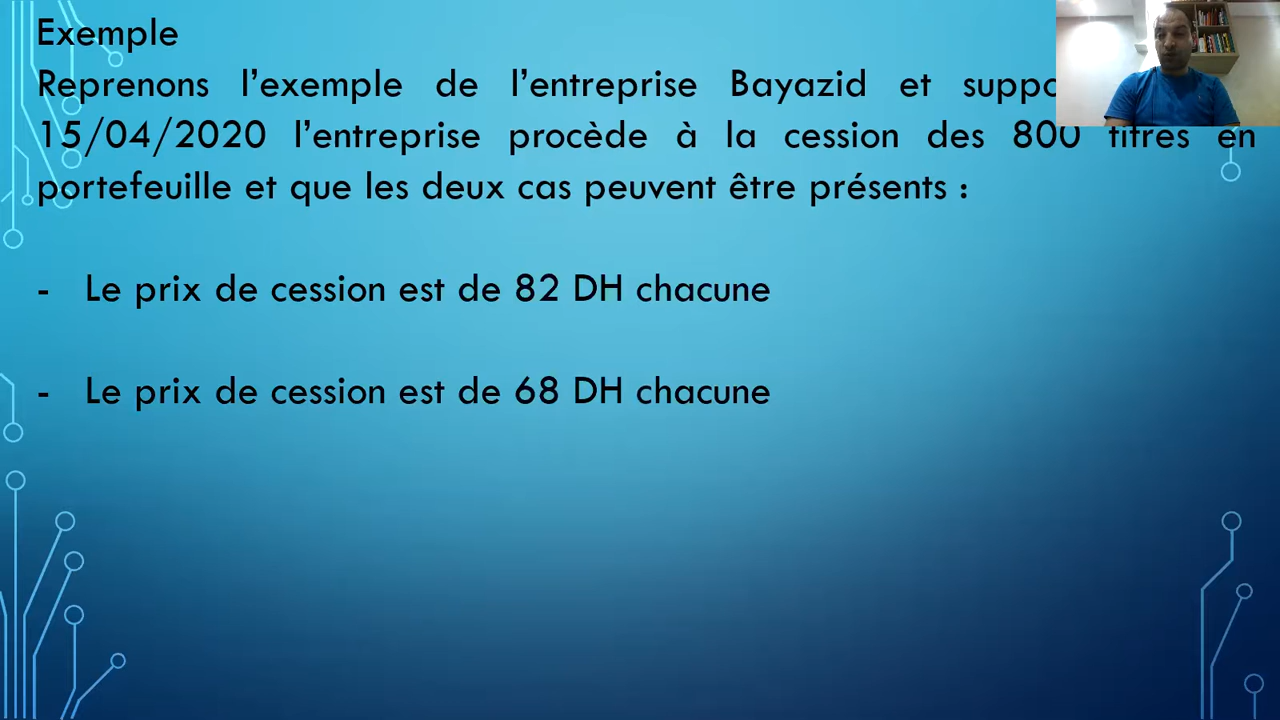 Exemple
Reprenons l'exemple de l'entreprise Bayazid et
15/04/2020 l'entreprise procède à la cession des 800 titres en
portefeuille et que les deux cas peuvent être présents :
- Le prix de cession est de 82 DH chacune
- Le prix de cession est de 68 DH chacune